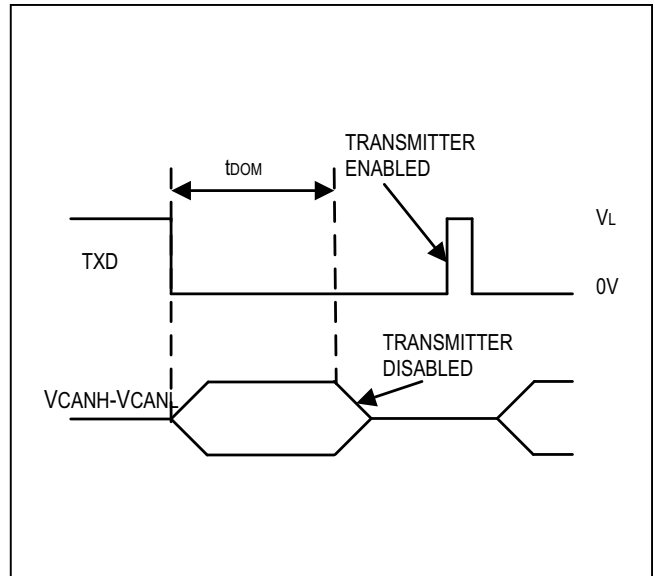 TRANSMITTER
ENABLED
tDOM
VL
TXD
0V
TRANSMITTER
DISABLED
VCANH-VCANL